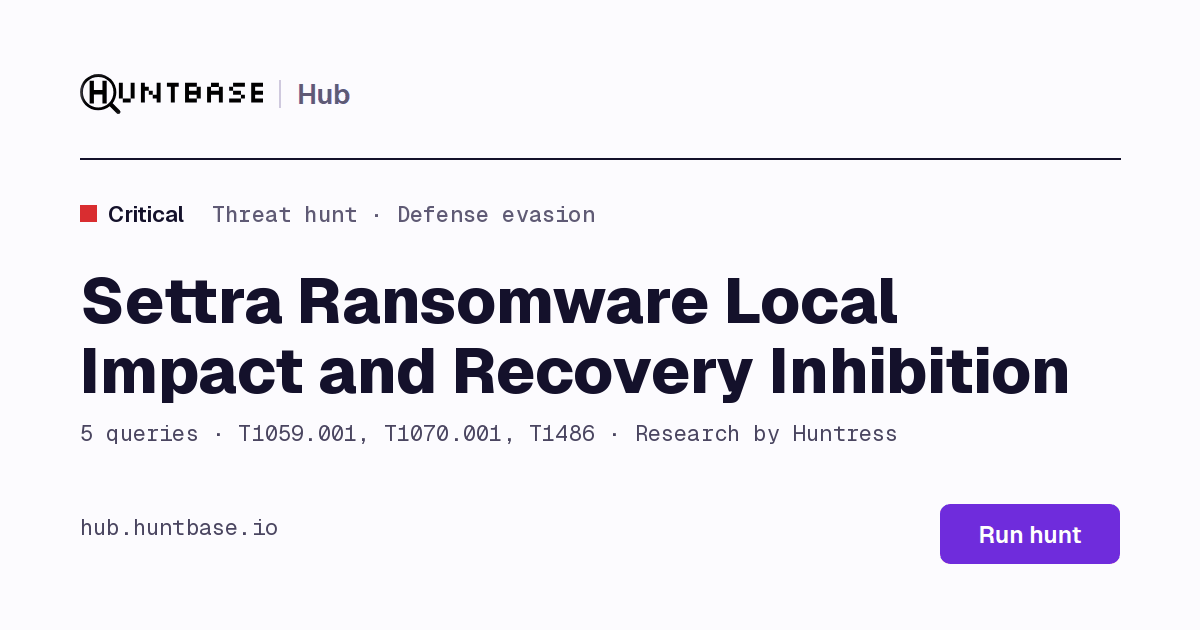 HUNTBASE | Hub
Critical Threat hunt · Defense evasion
Settra Ransomware Local
Impact and Recovery Inhibition
5 queries · T1059.001, T1070.001, T1486 · Research by Huntress
hub.huntbase.io
Run hunt